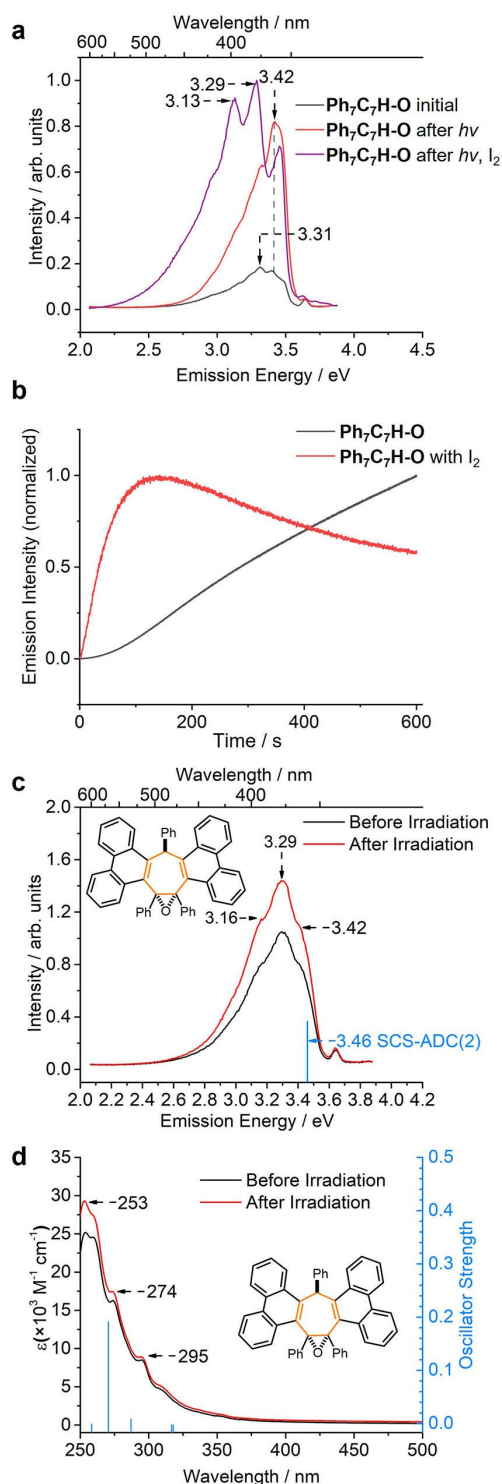 a
Wavelength / nm
600 500 400 300
3.42
3.29
3.13
Ph₇C₇H-O initial
Ph₇C₇H-O after hν
Ph₇C₇H-O after hν, I₂
3.31
Intensity / arb. units
1.0
0.8
0.6
0.4
0.2
0.0
2.0 2.5 3.0 3.5 4.0 4.5
Emission Energy / eV
b
Ph₇C₇H-O
Ph₇C₇H-O with I₂
Emission Intensity (normalized)
1.0
0.5
0.0
0 200 400 600
Time / s
c
Wavelength / nm
600 500 400 300
Before Irradiation
After Irradiation
3.29
3.16
3.42
3.46 SCS-ADC(2)
Ph
Ph O Ph
Intensity / arb. units
2.0
1.6
1.2
0.8
0.4
0.0
2.0 2.2 2.4 2.6 2.8 3.0 3.2 3.4 3.6 3.8 4.0 4.2
Emission Energy / eV
d
Before Irradiation
After Irradiation
253
274
295
Ph
Ph O Ph
ε(×10³ M⁻¹ cm⁻¹)
35
30
25
20
15
10
5
0
Oscillator Strength
0.5
0.4
0.3
0.2
0.1
0.0
250 300 350 400 450 500
Wavelength / nm